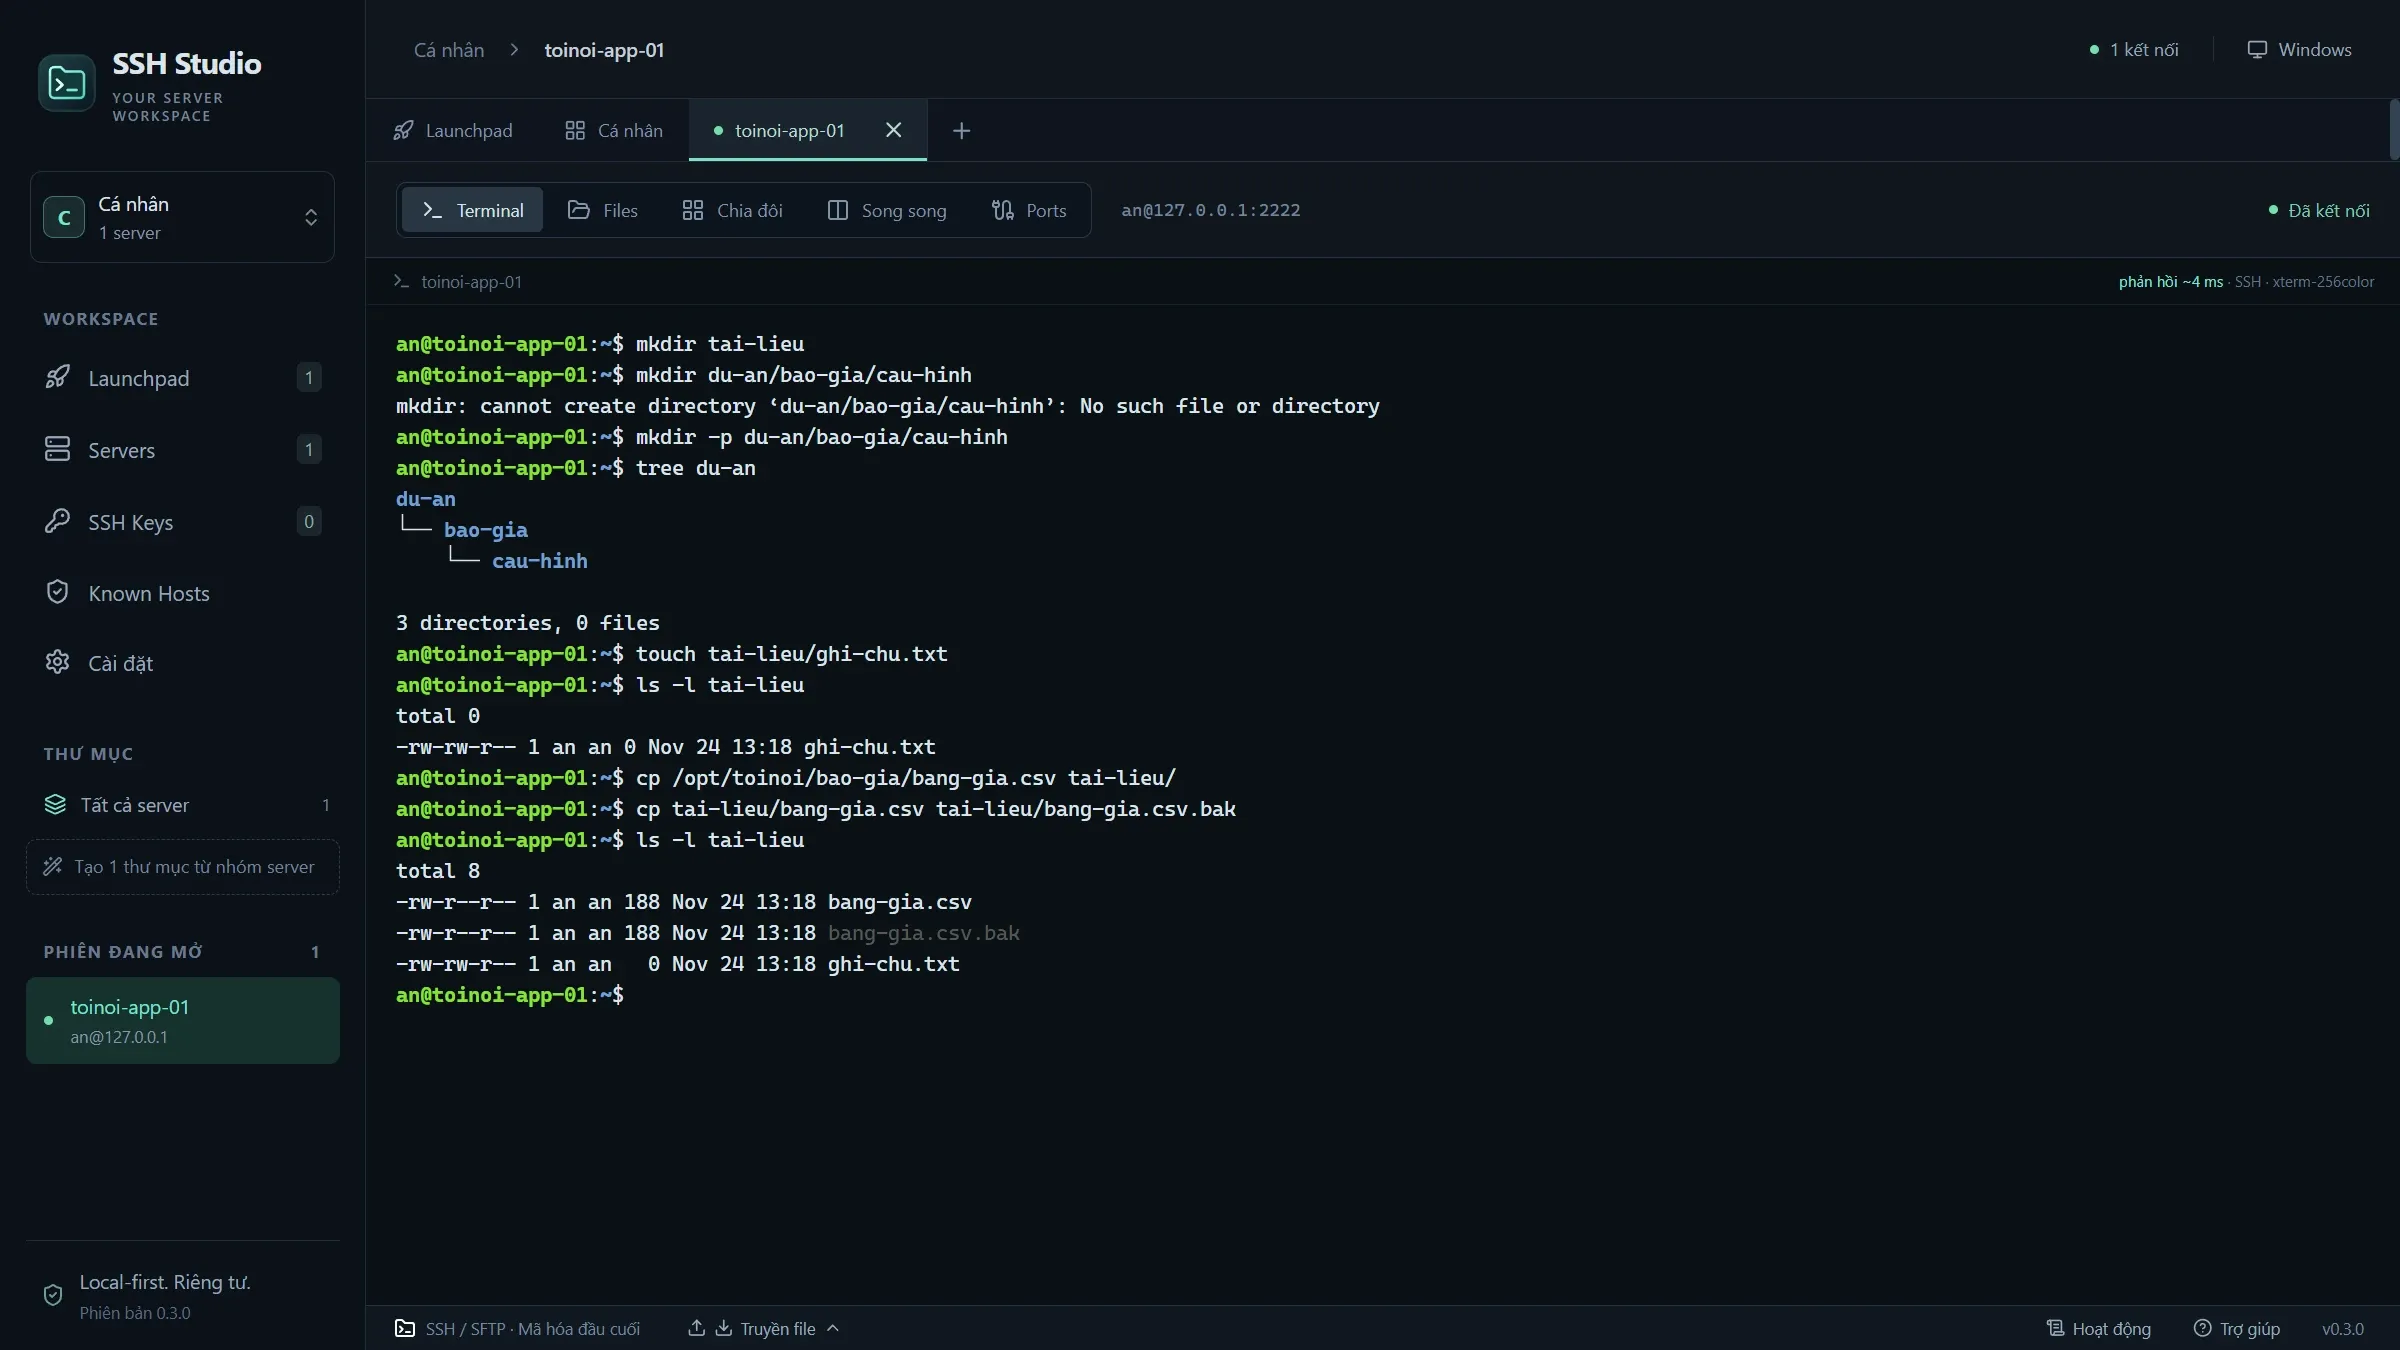 SSH Studio
YOUR SERVER
WORKSPACE
C
Cá nhân
1 server
WORKSPACE
Launchpad 1
Servers 1
SSH Keys 0
Known Hosts
Cài đặt
THƯ MỤC
Tất cả server 1
Tạo 1 thư mục từ nhóm server
PHIÊN ĐANG MỞ 1
toinoi-app-01
an@127.0.0.1
Local-first. Riêng tư.
Phiên bản 0.3.0
Cá nhân > toinoi-app-01
1 kết nối
Windows
Launchpad
Cá nhân
toinoi-app-01
Terminal
Files
Chia đôi
Song song
Ports
an@127.0.0.1:2222
Đã kết nối
toinoi-app-01
phản hồi ~4 ms · SSH · xterm-256color
an@toinoi-app-01:~$ mkdir tai-lieu
an@toinoi-app-01:~$ mkdir du-an/bao-gia/cau-hinh
mkdir: cannot create directory ‘du-an/bao-gia/cau-hinh’: No such file or directory
an@toinoi-app-01:~$ mkdir -p du-an/bao-gia/cau-hinh
an@toinoi-app-01:~$ tree du-an
du-an
└── bao-gia
    └── cau-hinh
3 directories, 0 files
an@toinoi-app-01:~$ touch tai-lieu/ghi-chu.txt
an@toinoi-app-01:~$ ls -l tai-lieu
total 0
-rw-rw-r-- 1 an an 0 Nov 24 13:18 ghi-chu.txt
an@toinoi-app-01:~$ cp /opt/toinoi/bao-gia/bang-gia.csv tai-lieu/
an@toinoi-app-01:~$ cp tai-lieu/bang-gia.csv tai-lieu/bang-gia.csv.bak
an@toinoi-app-01:~$ ls -l tai-lieu
total 8
-rw-r--r-- 1 an an 188 Nov 24 13:18 bang-gia.csv
-rw-r--r-- 1 an an 188 Nov 24 13:18 bang-gia.csv.bak
-rw-rw-r-- 1 an an   0 Nov 24 13:18 ghi-chu.txt
an@toinoi-app-01:~$
SSH / SFTP · Mã hóa đầu cuối
Truyền file
Hoạt động
Trợ giúp
v0.3.0